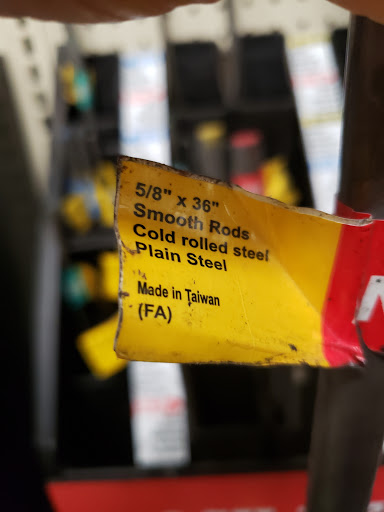 5/8" x 36"
Smooth Rods
Cold rolled steel
Plain Steel
Made in Taiwan
(FA)